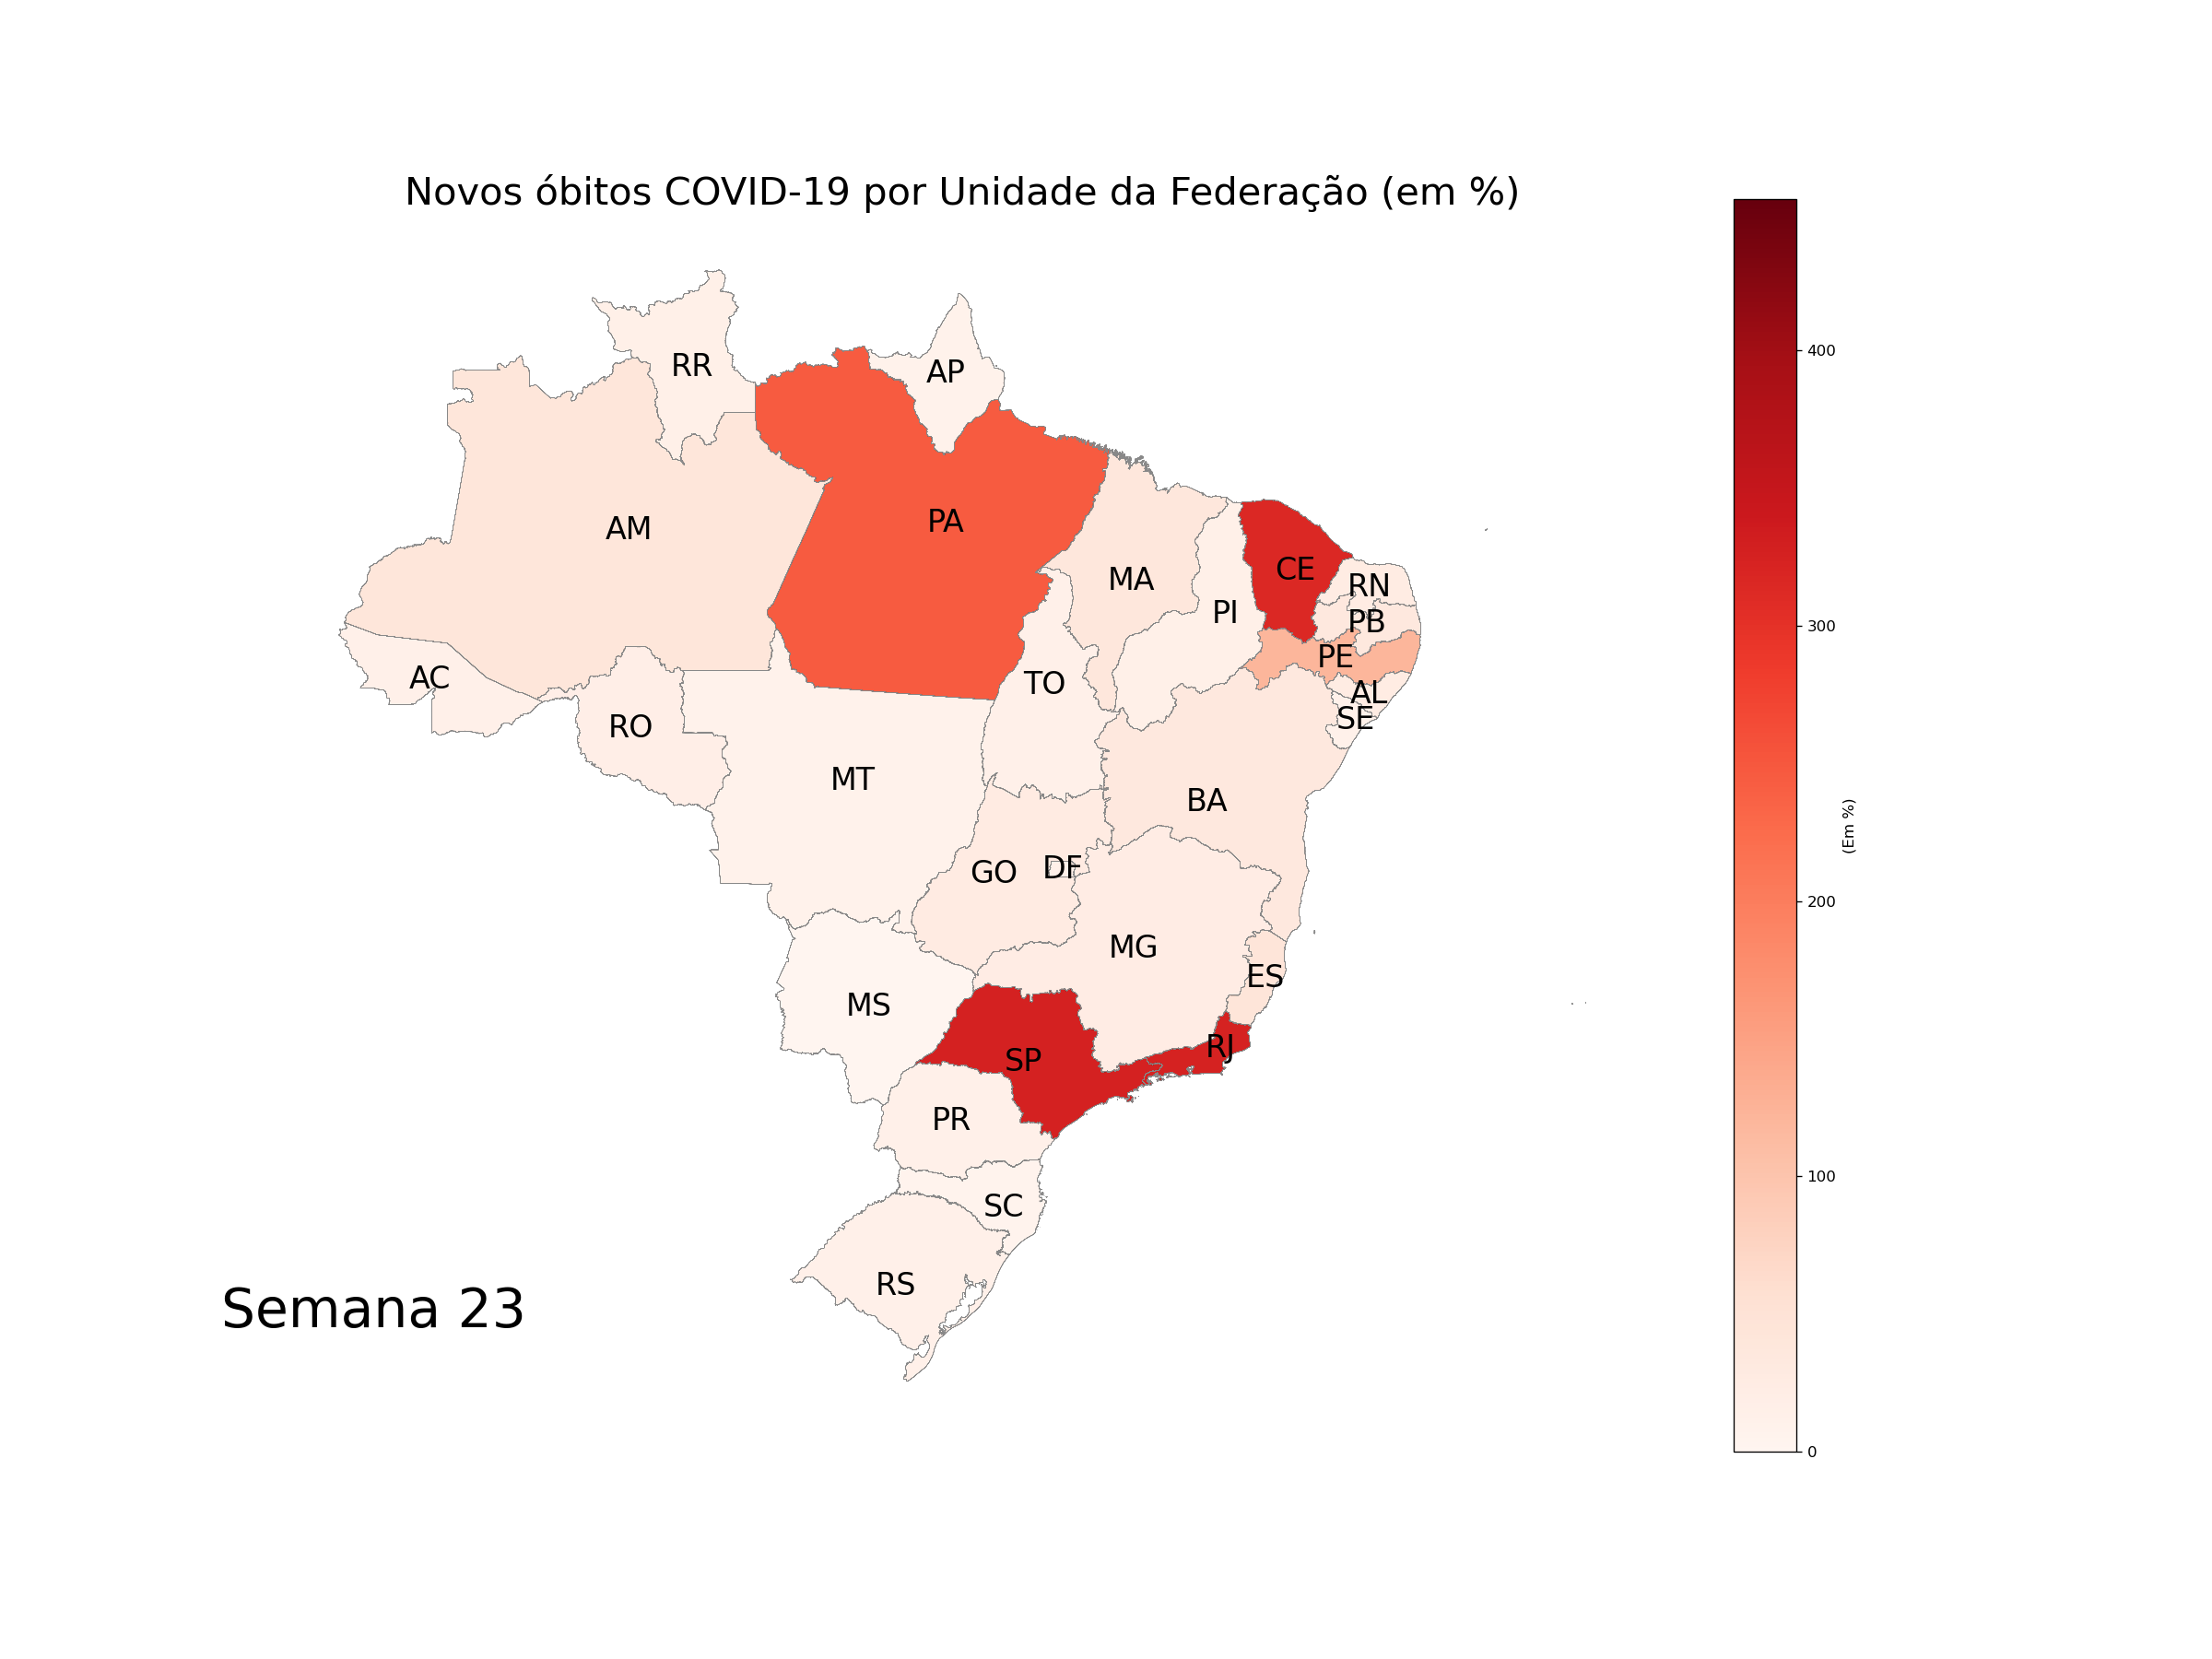 Novos óbitos COVID-19 por Unidade da Federação (em %)
RR
AP
AM
PA
MA
CE
RN
PI
PB
PE
AC
TO
AL
SE
RO
MT
BA
GO
DF
MG
ES
MS
SP
RJ
PR
SC
RS
Semana 23
400
300
200
100
0
(Em %)